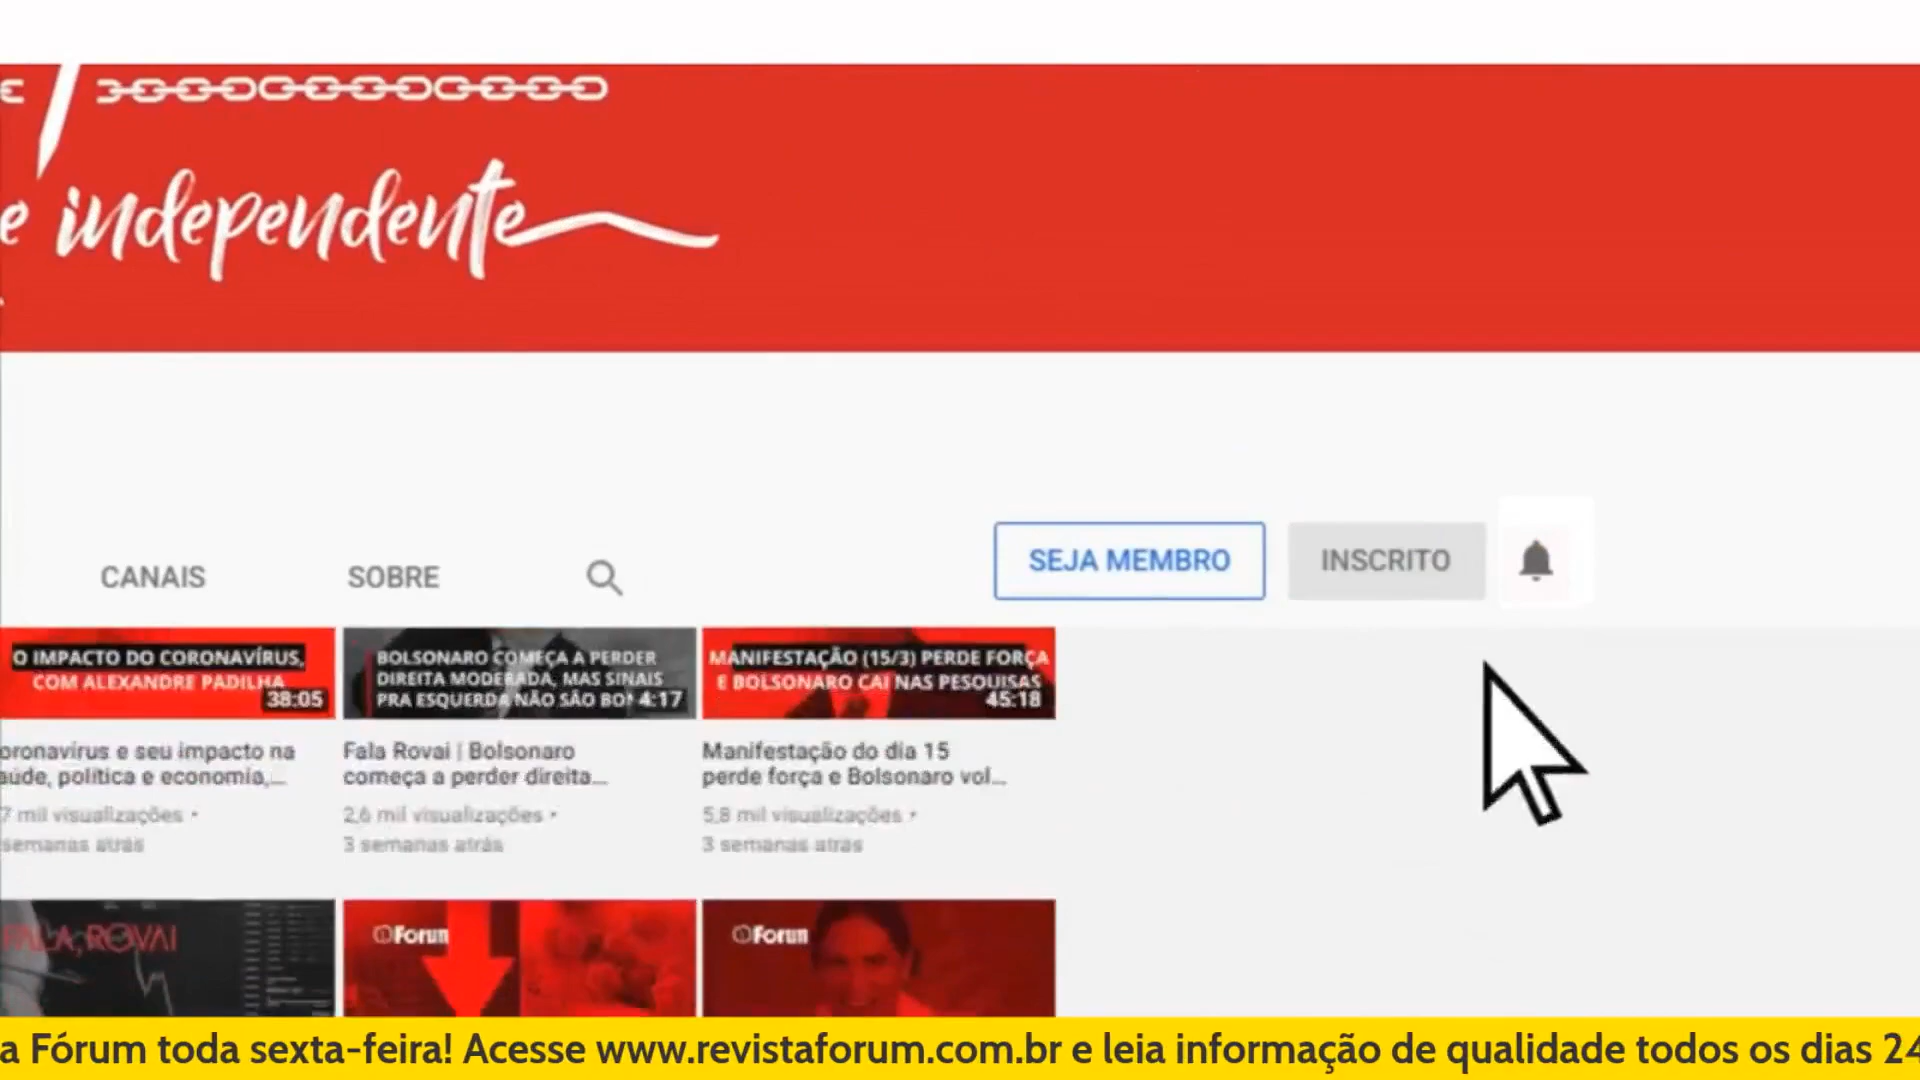 e independente
CANAIS SOBRE
SEJA MEMBRO INSCRITO
O IMPACTO DO CORONAVÍRUS,
COM ALEXANDRE PADILHA
38:05
BOLSONARO COMEÇA A PERDER
DIREITA MODERADA, MAS SINAIS
PRA ESQUERDA NÃO SÃO
4:17
MANIFESTAÇÃO (15/3) PERDE FORÇA
E BOLSONARO CAI NAS PESQUISAS
45:18
oronavírus e seu impacto na
aúde, política e economia,...
7 mil visualizações •
semanas atrás
Fala Rovai | Bolsonaro
começa a perder direita...
2,6 mil visualizações •
3 semanas atrás
Manifestação do dia 15
perde força e Bolsonaro vol...
5,8 mil visualizações •
3 semanas atrás
FALA, ROVAI
Forum
Forum
a Fórum toda sexta-feira! Acesse www.revistaforum.com.br e leia informação de qualidade todos os dias 24